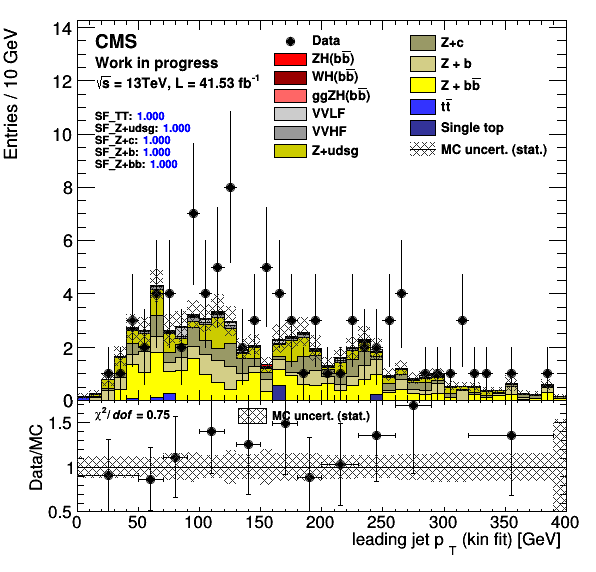 CMS
Work in progress
√s = 13TeV, L = 41.53 fb⁻¹
SF_TT: 1.000
SF_Z+udsg: 1.000
SF_Z+c: 1.000
SF_Z+b: 1.000
SF_Z+bb: 1.000
Data
ZH(bb̅)
WH(bb̅)
ggZH(bb̅)
VVLF
VVHF
Z+udsg
Z+c
Z + b
Z + bb̅
tt̅
Single top
MC uncert. (stat.)
Entries / 10 GeV
14
12
10
8
6
4
2
0
χ²/dof = 0.75
MC uncert. (stat.)
Data/MC
1.5
1
0.5
0 50 100 150 200 250 300 350 400
leading jet p_T (kin fit) [GeV]